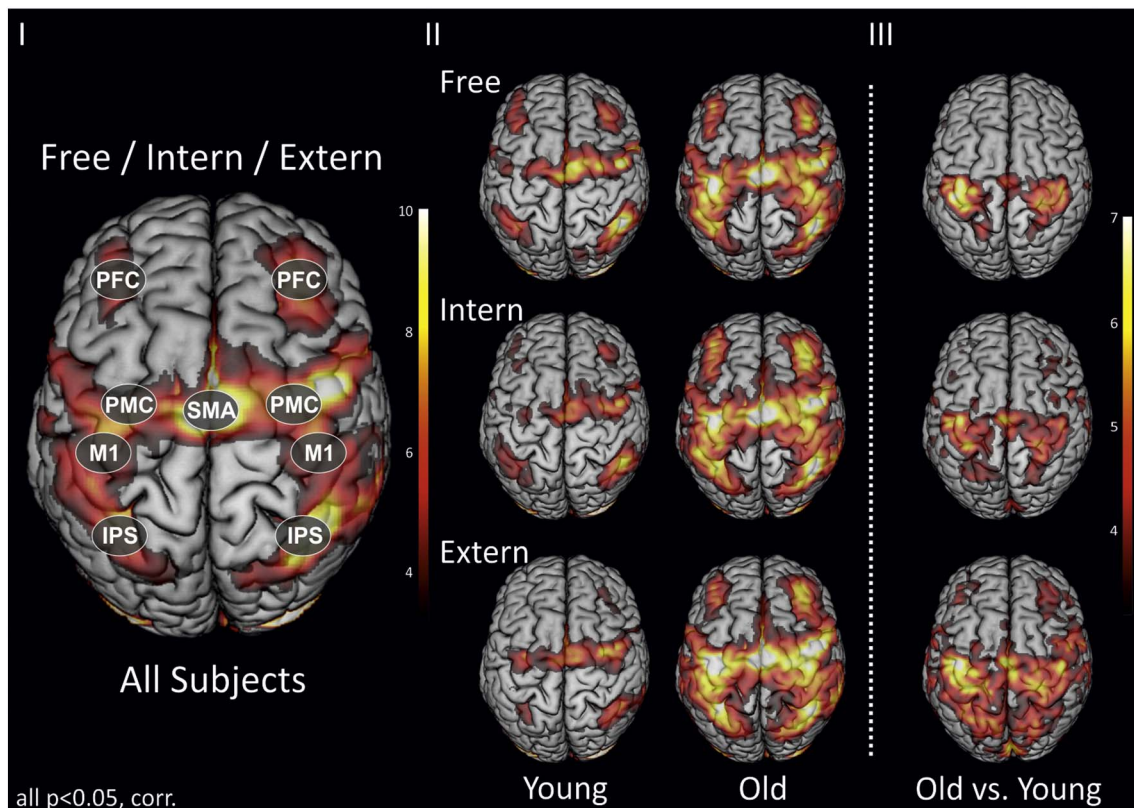 I
II
III
Free / Intern / Extern
PFC
PFC
PMC
SMA
PMC
M1
M1
IPS
IPS
10
8
6
4
All Subjects
all p<0.05, corr.
Free
Intern
Extern
Young
Old
7
6
5
4
Old vs. Young